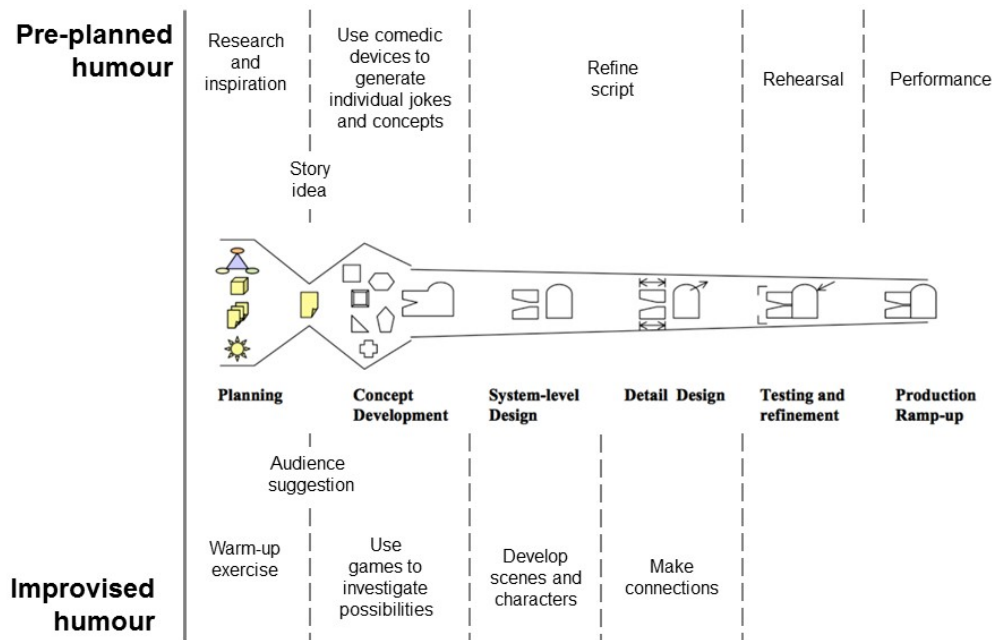 Pre-planned
humour
Research
and
inspiration
Use comedic
devices to
generate
individual jokes
and concepts
Refine
script
Rehearsal
Performance
Story
idea
Planning
Concept
Development
System-level
Design
Detail Design
Testing and
refinement
Production
Ramp-up
Audience
suggestion
Improvised
humour
Warm-up
exercise
Use
games to
investigate
possibilities
Develop
scenes and
characters
Make
connections